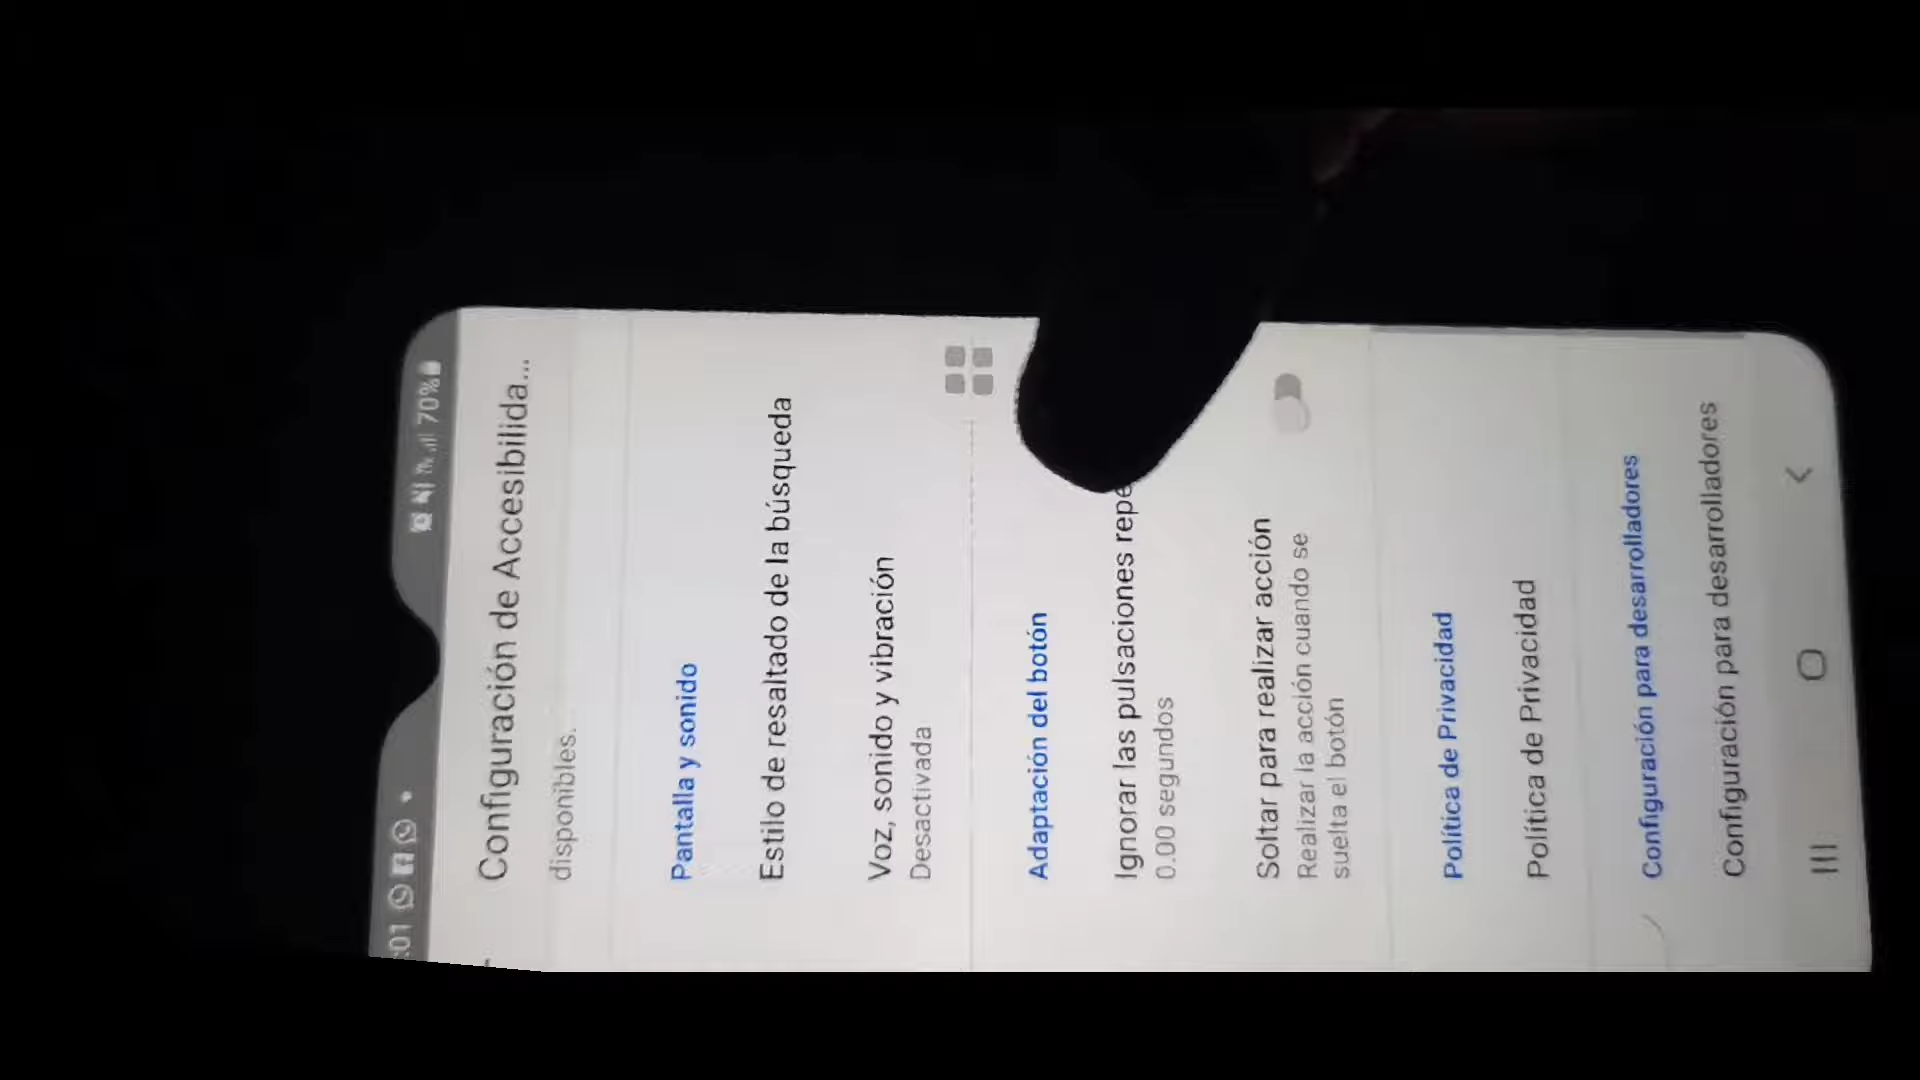 :01
70%
Configuración de Accesibilida...
disponibles.
Pantalla y sonido
Estilo de resaltado de la búsqueda
Voz, sonido y vibración
Desactivada
Adaptación del botón
Ignorar las pulsaciones repe
0.00 segundos
Soltar para realizar acción
Realizar la acción cuando se
suelta el botón
Política de Privacidad
Política de Privacidad
Configuración para desarrolladores
Configuración para desarrolladores